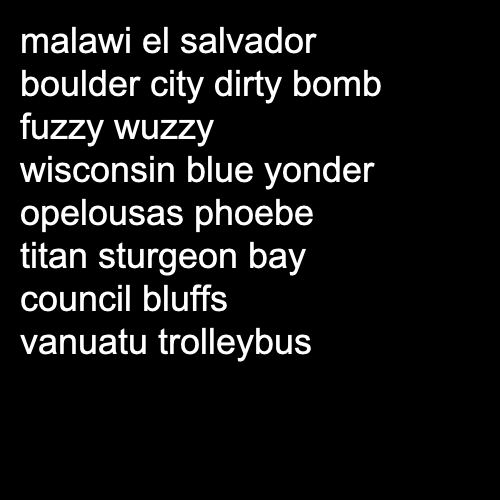 malawi el salvador
boulder city dirty bomb
fuzzy wuzzy
wisconsin blue yonder
opelousas phoebe
titan sturgeon bay
council bluffs
vanuatu trolleybus